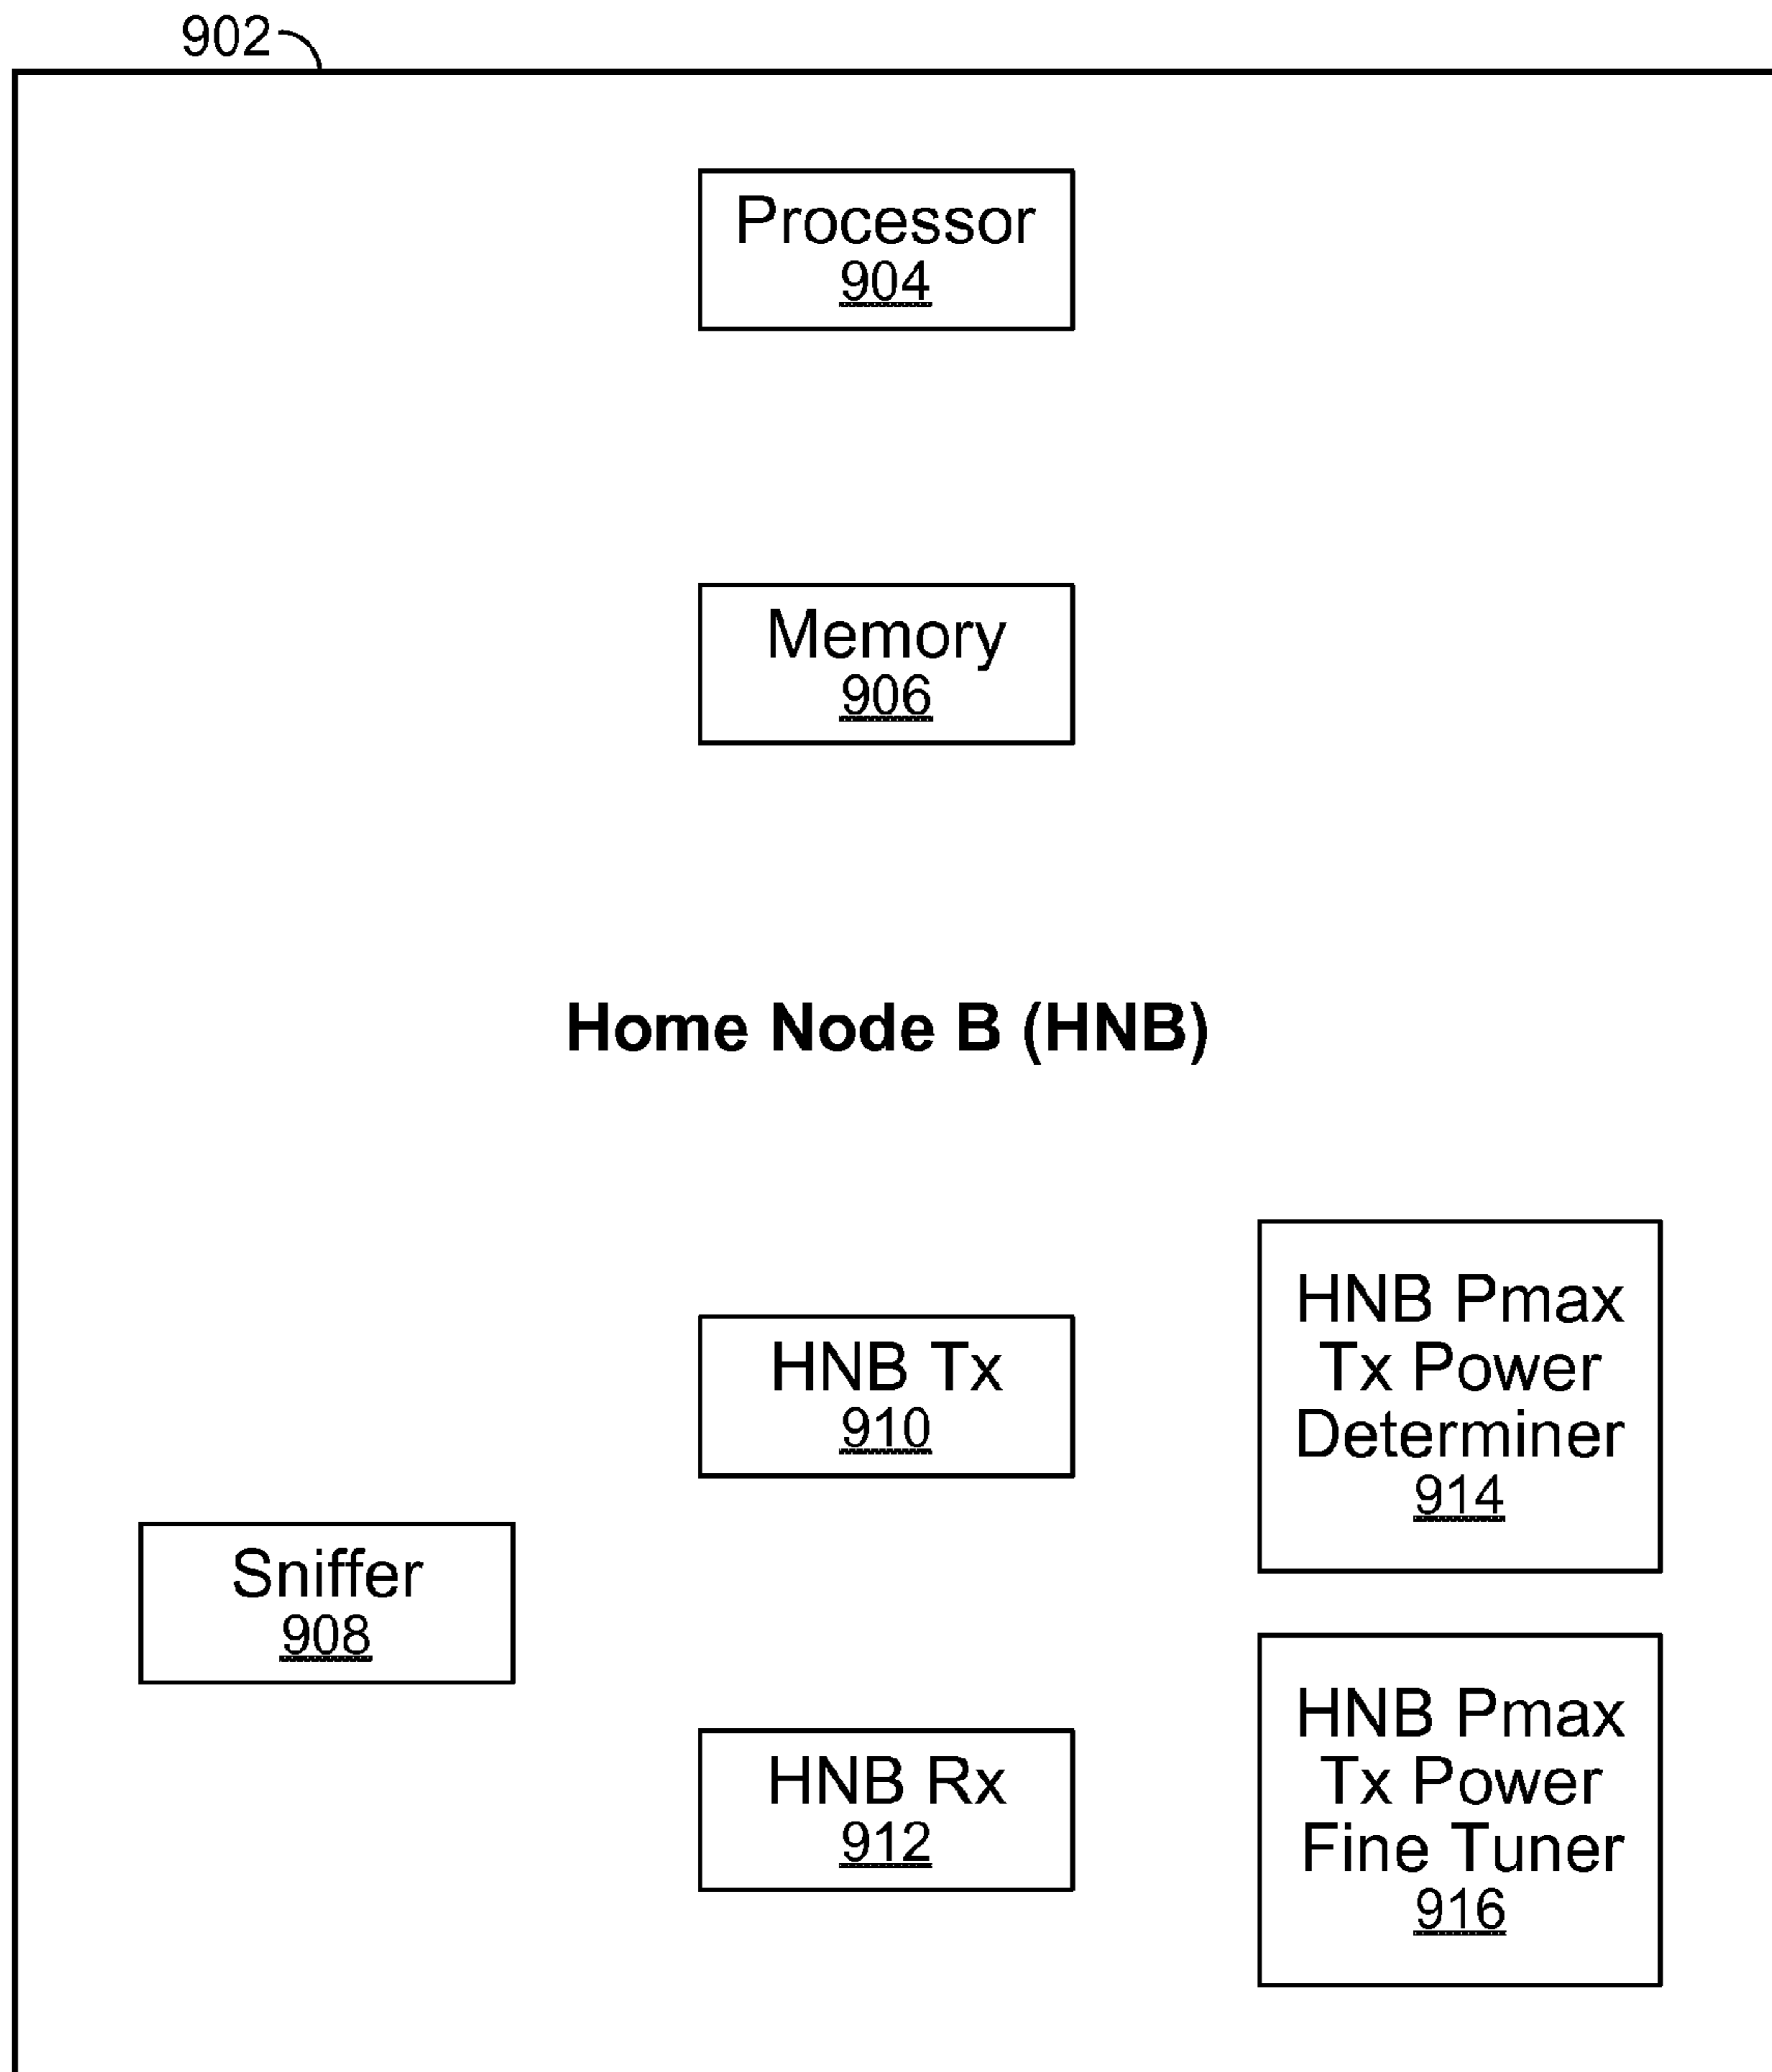 902
Processor
904
Memory
906
Home Node B (HNB)
HNB Tx
910
HNB Pmax
Tx Power
Determiner
914
Sniffer
908
HNB Rx
912
HNB Pmax
Tx Power
Fine Tuner
916